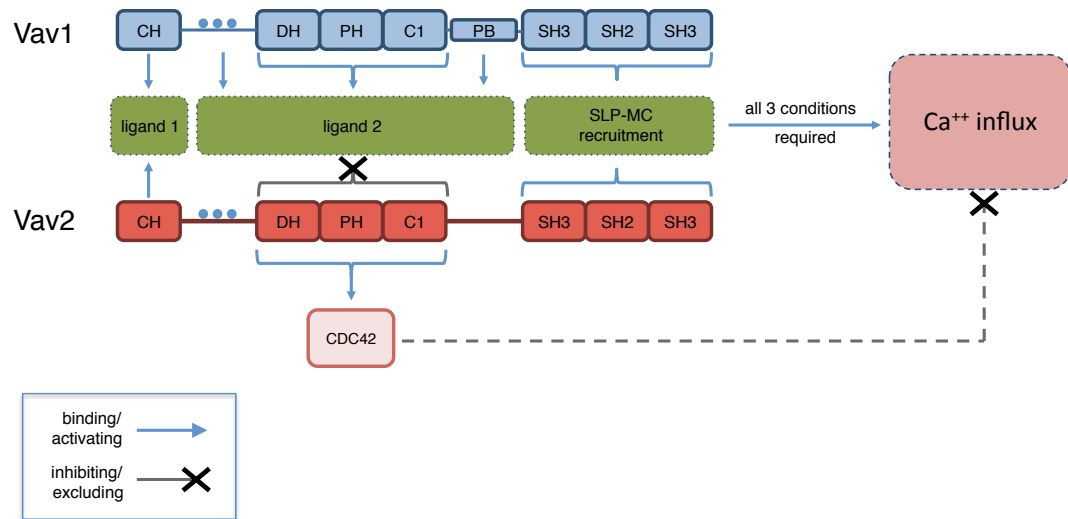 Vav1
CH
DH
PH
C1
PB
SH3
SH2
SH3
ligand 1
ligand 2
SLP-MC
recruitment
all 3 conditions
required
Ca⁺⁺ influx
Vav2
CH
DH
PH
C1
SH3
SH2
SH3
CDC42
binding/
activating
inhibiting/
excluding